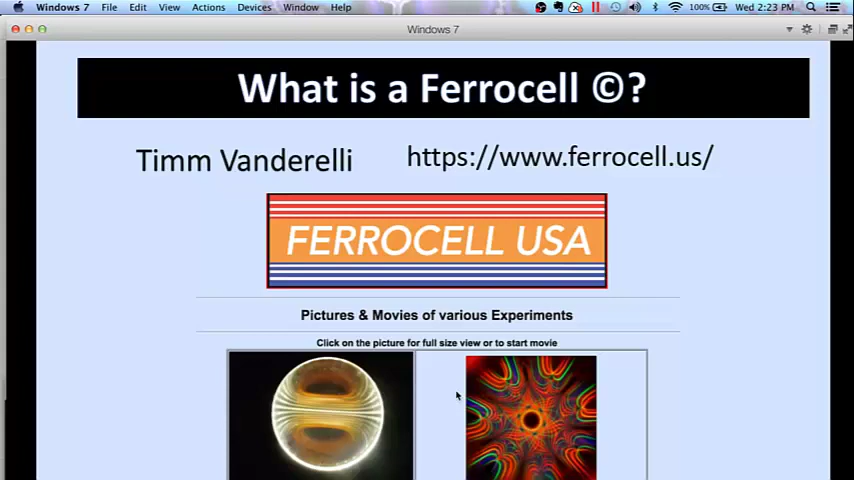 Windows 7 File Edit View Actions Devices Window Help 100% Wed 2:23 PM
Windows 7
What is a Ferrocell ©?
Timm Vanderelli https://www.ferrocell.us/
FERROCELL USA
Pictures & Movies of various Experiments
Click on the picture for full size view or to start movie